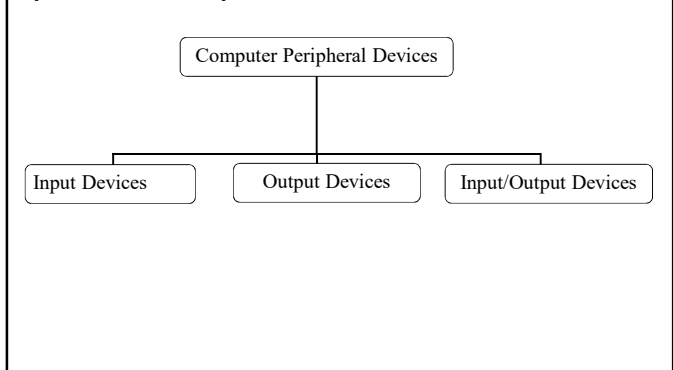 Computer Peripheral Devices
Input Devices
Output Devices
Input/Output Devices